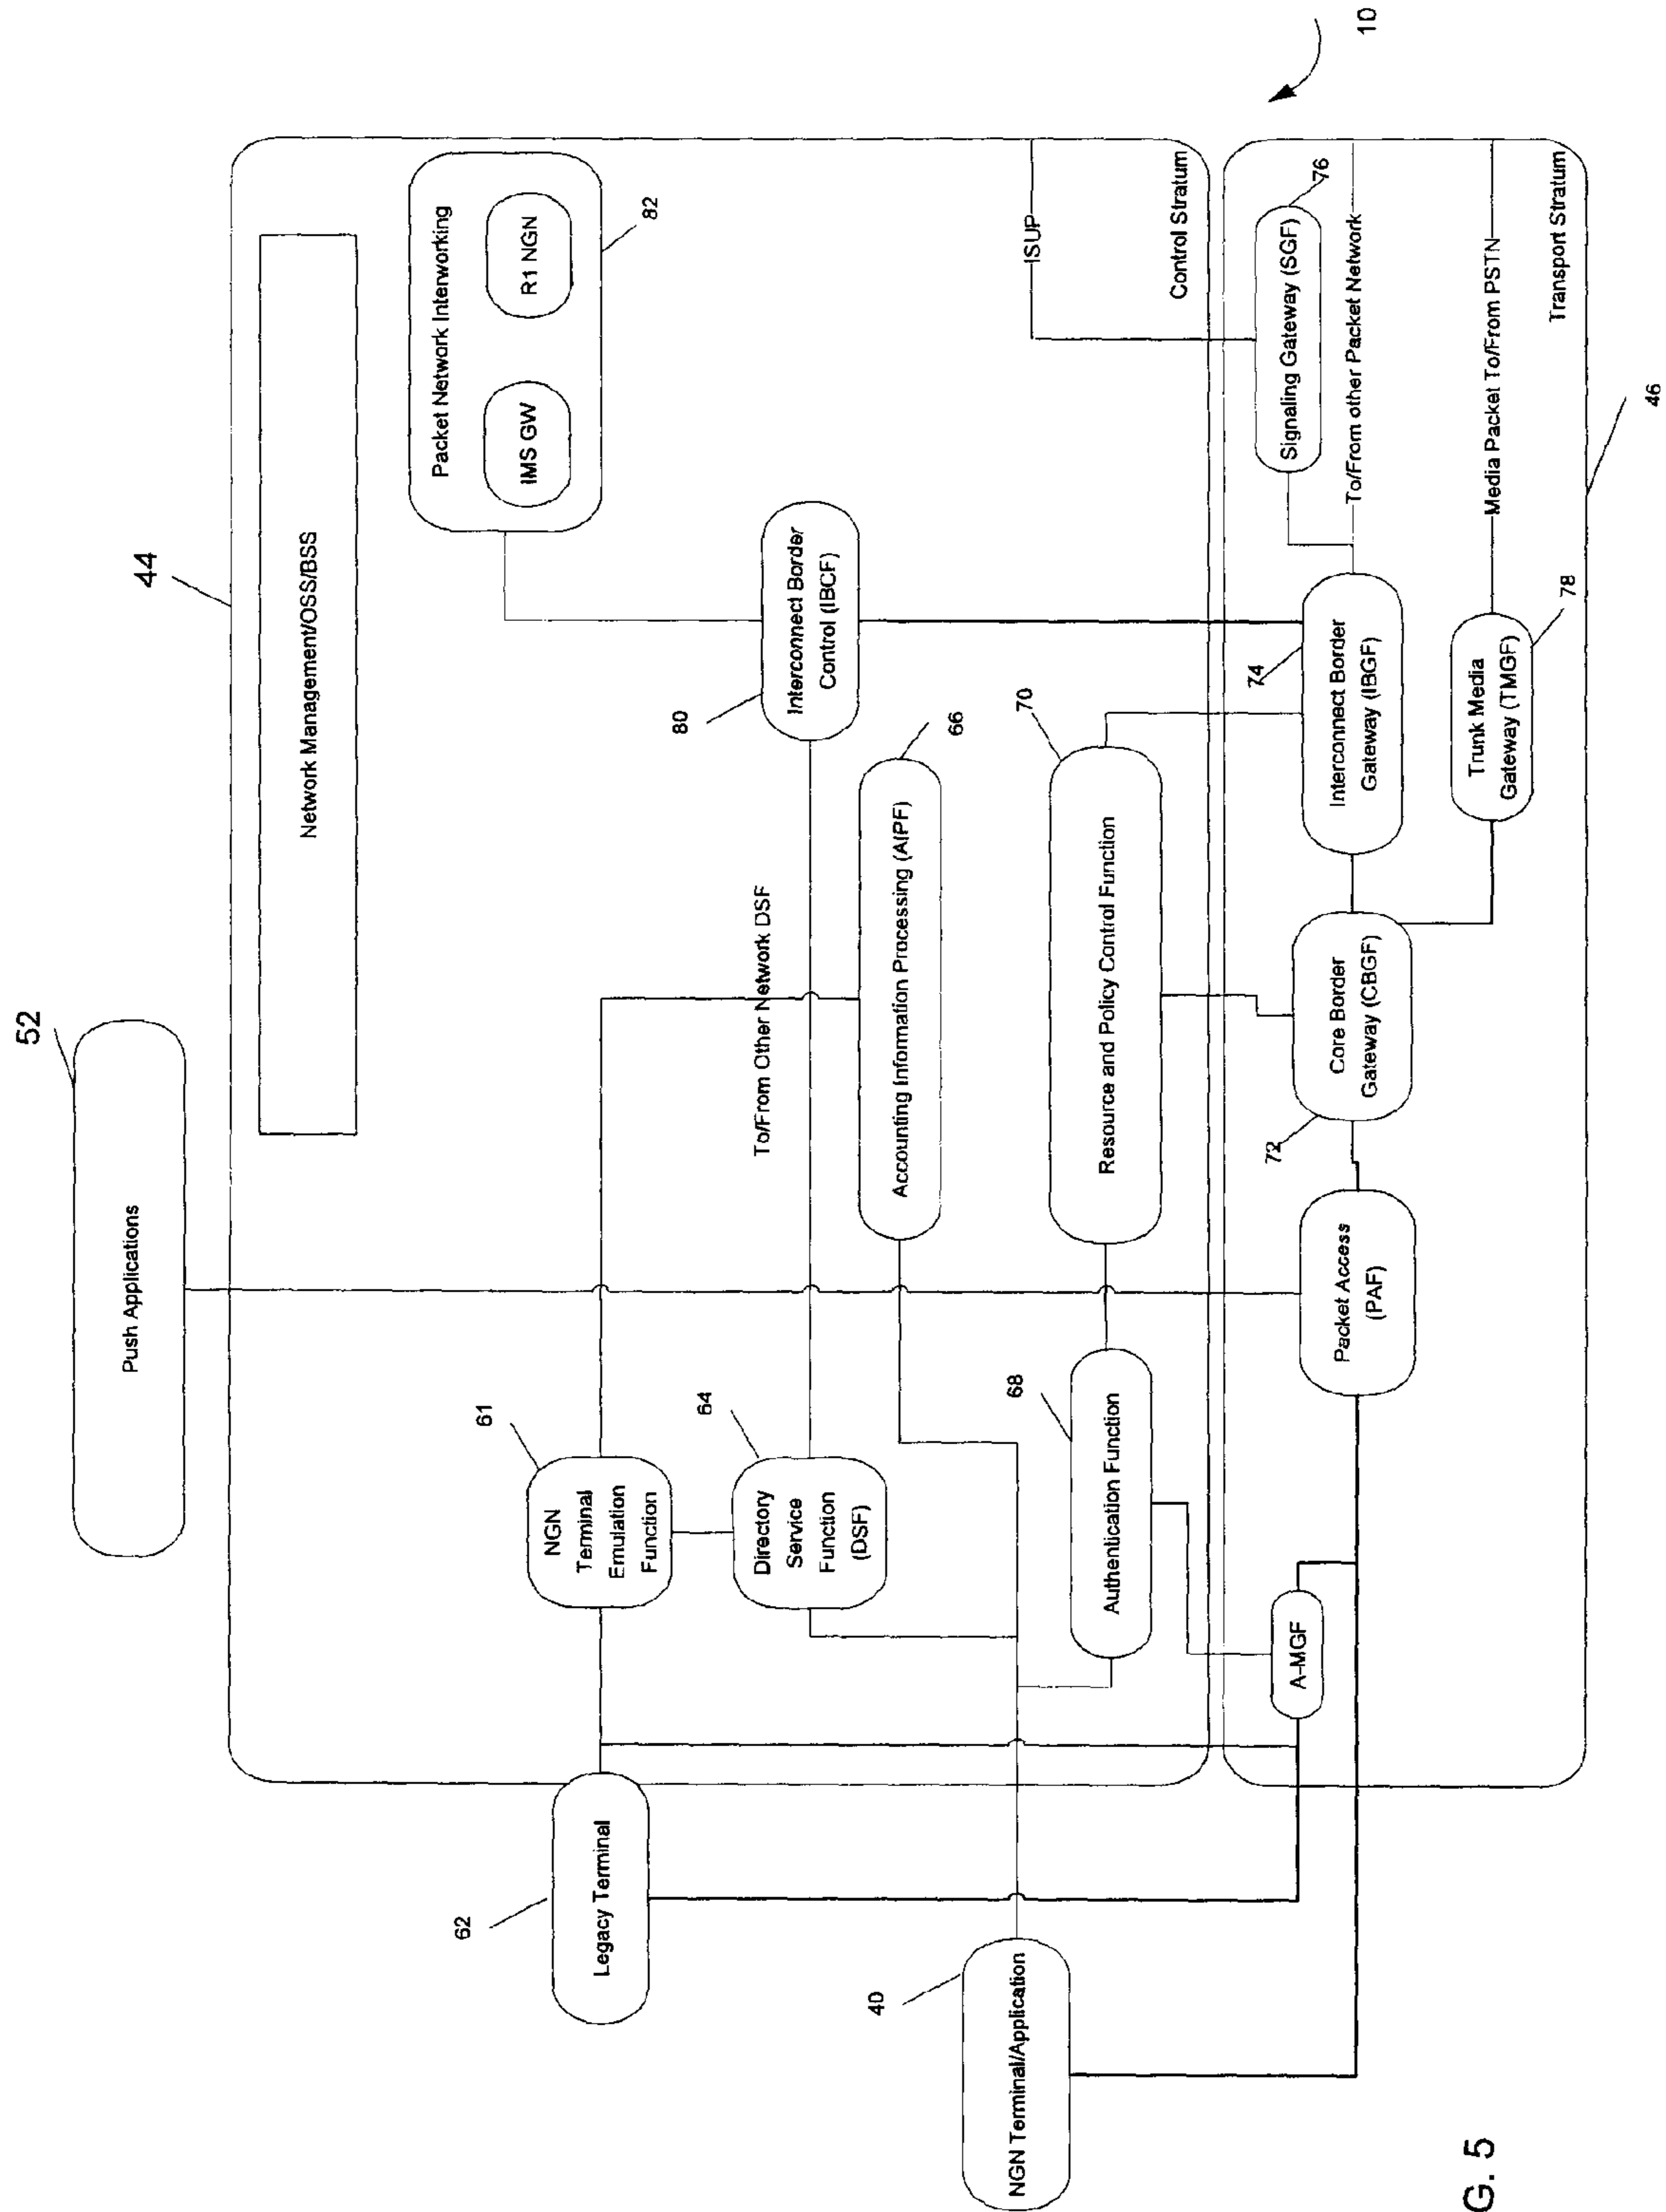 52
Push Applications
44
Network Management/OSS/BSS
Packet Network Interworking
IMS GW
R1 NGN
82
61
NGN
Terminal
Emulation
Function
62
Legacy Terminal
64
Directory
Service
Function
(DSF)
To/From Other Network DSF
80
Interconnect Border
Control (IBCF)
66
Accounting Information Processing (AIPF)
40
NGN Terminal/Application
68
Authentication Function
70
Resource and Policy Control Function
ISUP
Control Stratum
A-MGF
Packet Access
(PAF)
72
Core Border
Gateway (CBGF)
74
Interconnect Border
Gateway (IBGF)
76
Signaling Gateway (SGF)
To/From other Packet Network
78
Trunk Media
Gateway (TMGF)
Media Packet To/From PSTN
Transport Stratum
46
10
G. 5